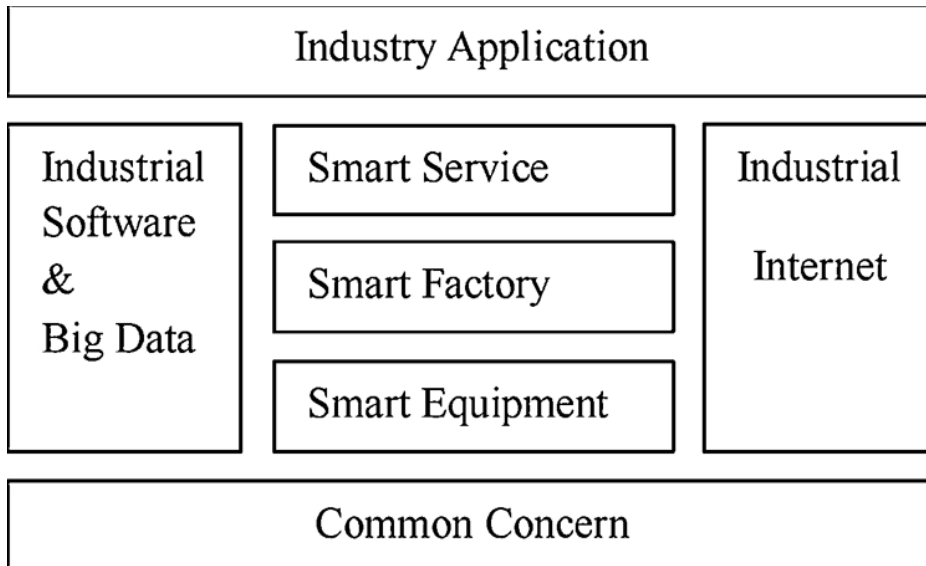 Industry Application
Industrial
Software
&
Big Data
Smart Service
Smart Factory
Smart Equipment
Industrial
Internet
Common Concern